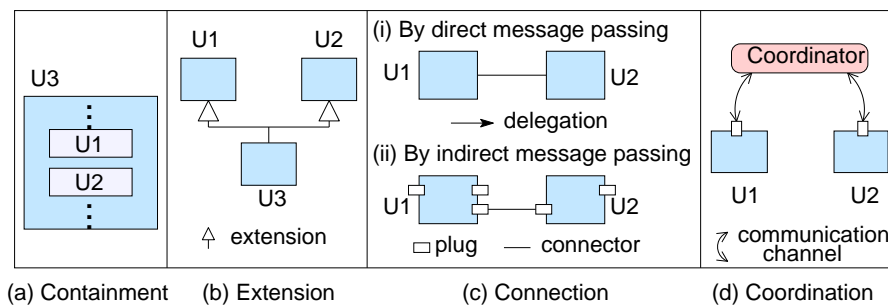 U3
U1
U2
(a) Containment
U1
U2
U3
extension
(b) Extension
(i) By direct message passing
U1
U2
delegation
(ii) By indirect message passing
U1
U2
plug
connector
(c) Connection
Coordinator
U1
U2
communication
channel
(d) Coordination